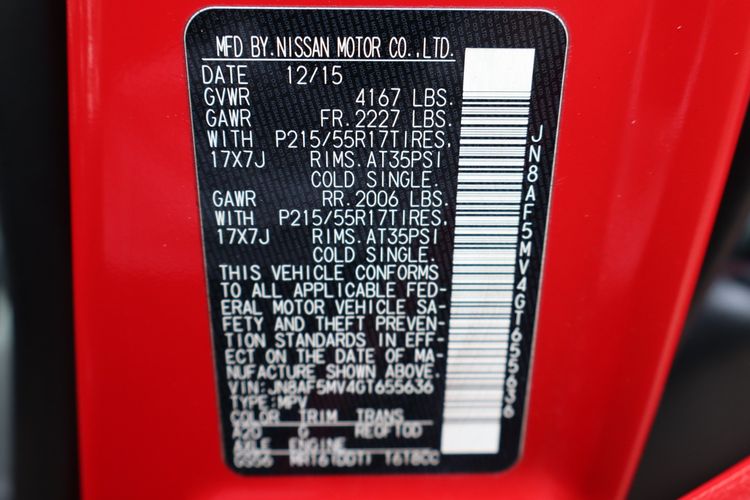 MFD BY NISSAN MOTOR CO.,LTD.
DATE 12/15
GVWR 4167 LBS.
GAWR FR. 2227 LBS.
WITH P215/55R17TIRES,
17X7J RIMS. AT35PSI
COLD SINGLE.
GAWR RR. 2006 LBS.
WITH P215/55R17TIRES,
17X7J RIMS. AT35PSI
COLD SINGLE.
THIS VEHICLE CONFORMS
TO ALL APPLICABLE FED-
ERAL MOTOR VEHICLE SA-
FETY AND THEFT PREVEN-
TION STANDARDS IN EFF-
ECT ON THE DATE OF MA-
NUFACTURE SHOWN ABOVE.
VIN:JN8AF5MV4GT655636
TYPE:MPV
COLOR TRIM TRANS
A20 G
AXLE ENGINE
JN8AF5MV4GT655636